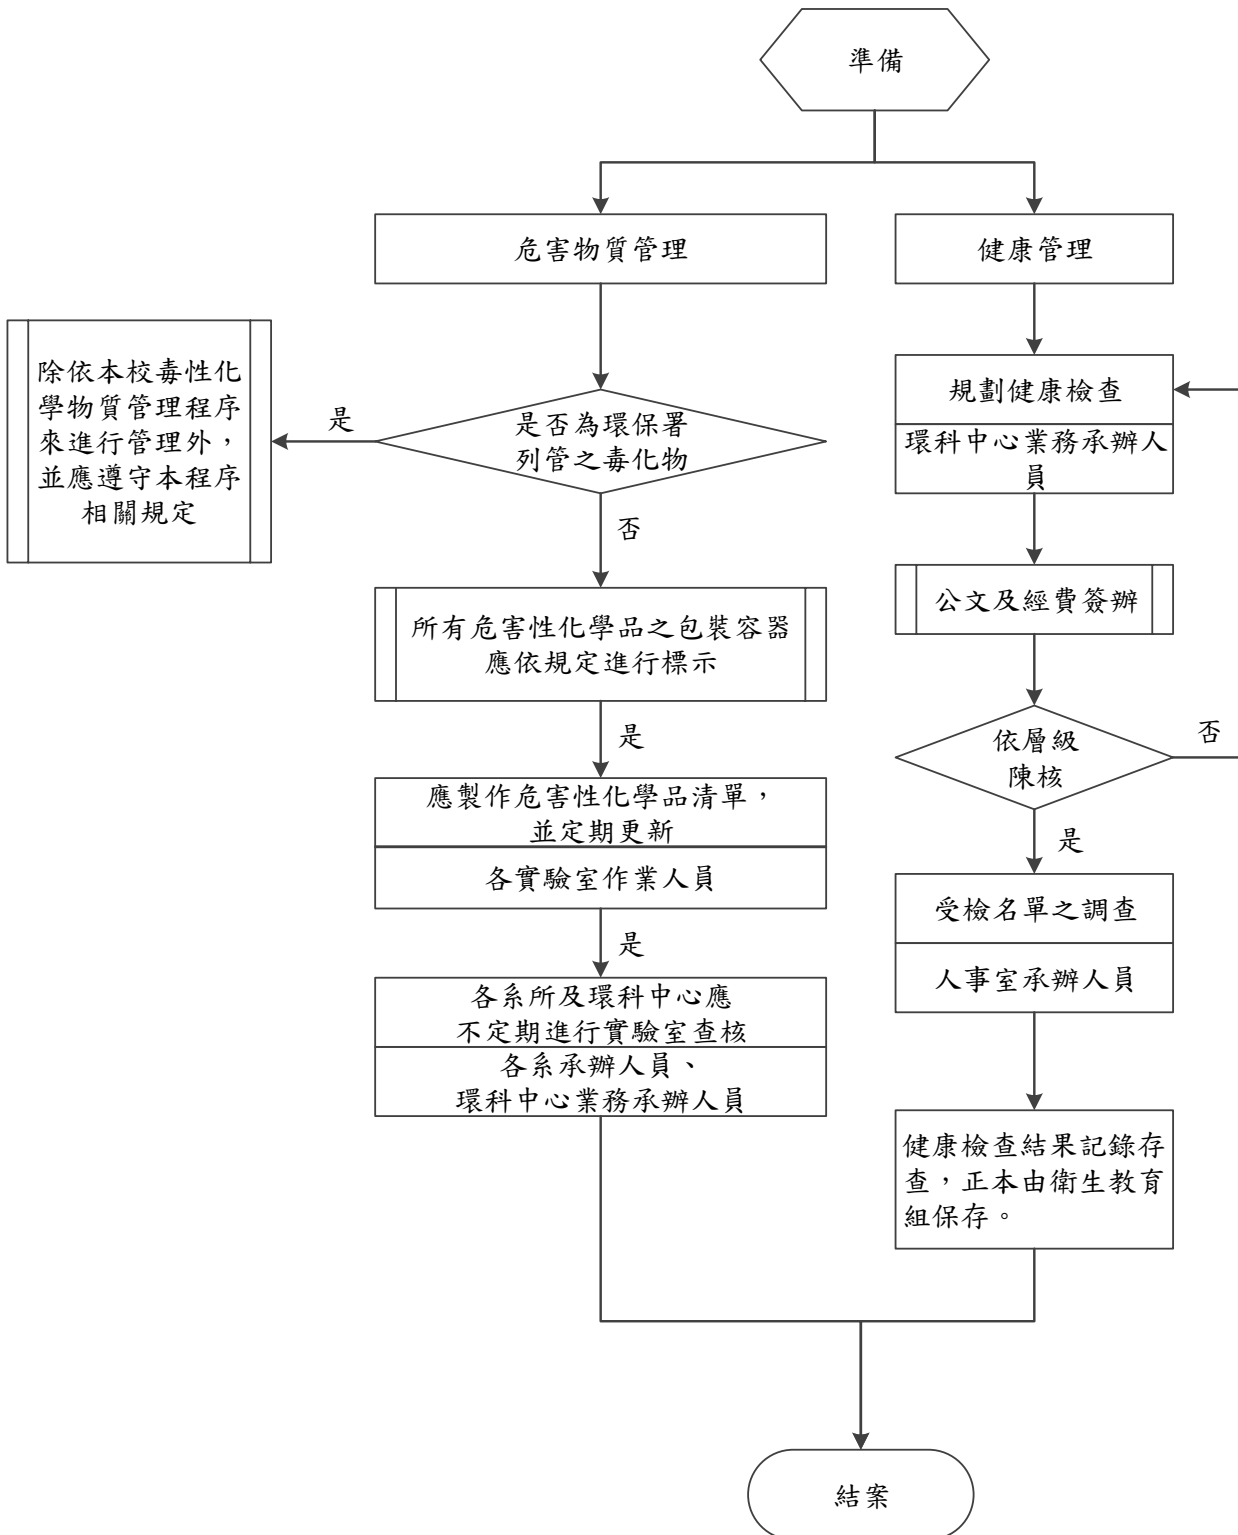 準備
危害物質管理
健康管理
除依本校毒性化
學物質管理程序
來進行管理外，
並應遵守本程序
相關規定
是
是否為環保署
列管之毒化物
否
所有危害性化學品之包裝容器
應依規定進行標示
是
應製作危害性化學品清單，
並定期更新
各實驗室作業人員
是
各系所及環科中心應
不定期進行實驗室查核
各系承辦人員、
環科中心業務承辦人員
規劃健康檢查
環科中心業務承辦人
員
公文及經費簽辦
依層級
陳核
否
是
受檢名單之調查
人事室承辦人員
健康檢查結果記錄存
查，正本由衛生教育
組保存。
結案